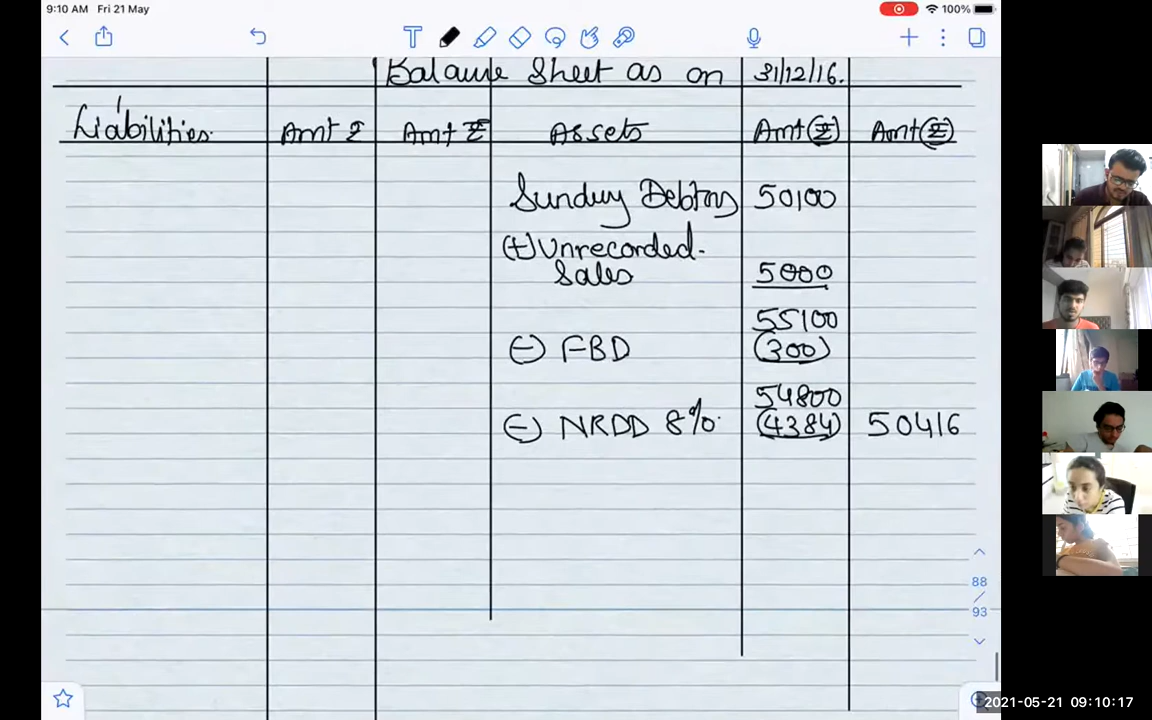 9:10 AM Fri 21 May 100%
Balance Sheet as on 31/12/16.
Liabilities. Amt ₹ Amt ₹ Assets Amt (₹) Amt (₹)
Sundry Debtors 50100
(+) Unrecorded.
Sales 5000
55100
(-) FBD (300)
54800
(-) NRDD 8%. (4384) 50416
88
/
93
2021-05-21 09:10:17